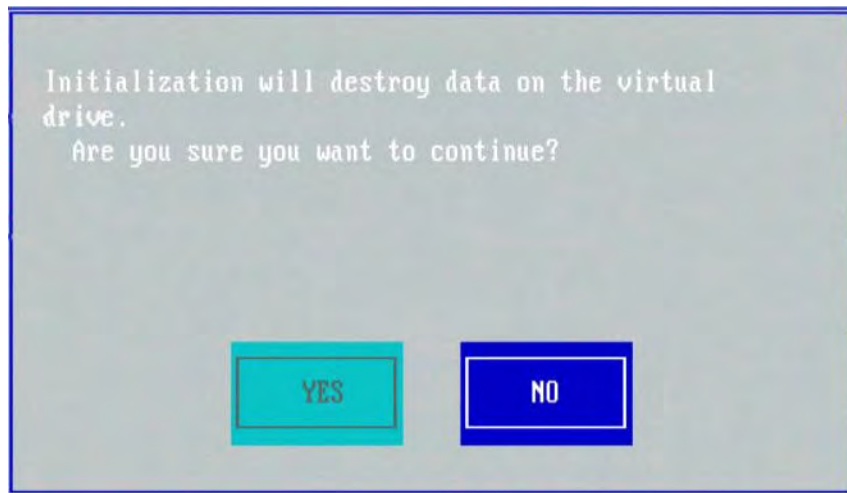 Initialization will destroy data on the virtual
drive.
Are you sure you want to continue?
YES
NO